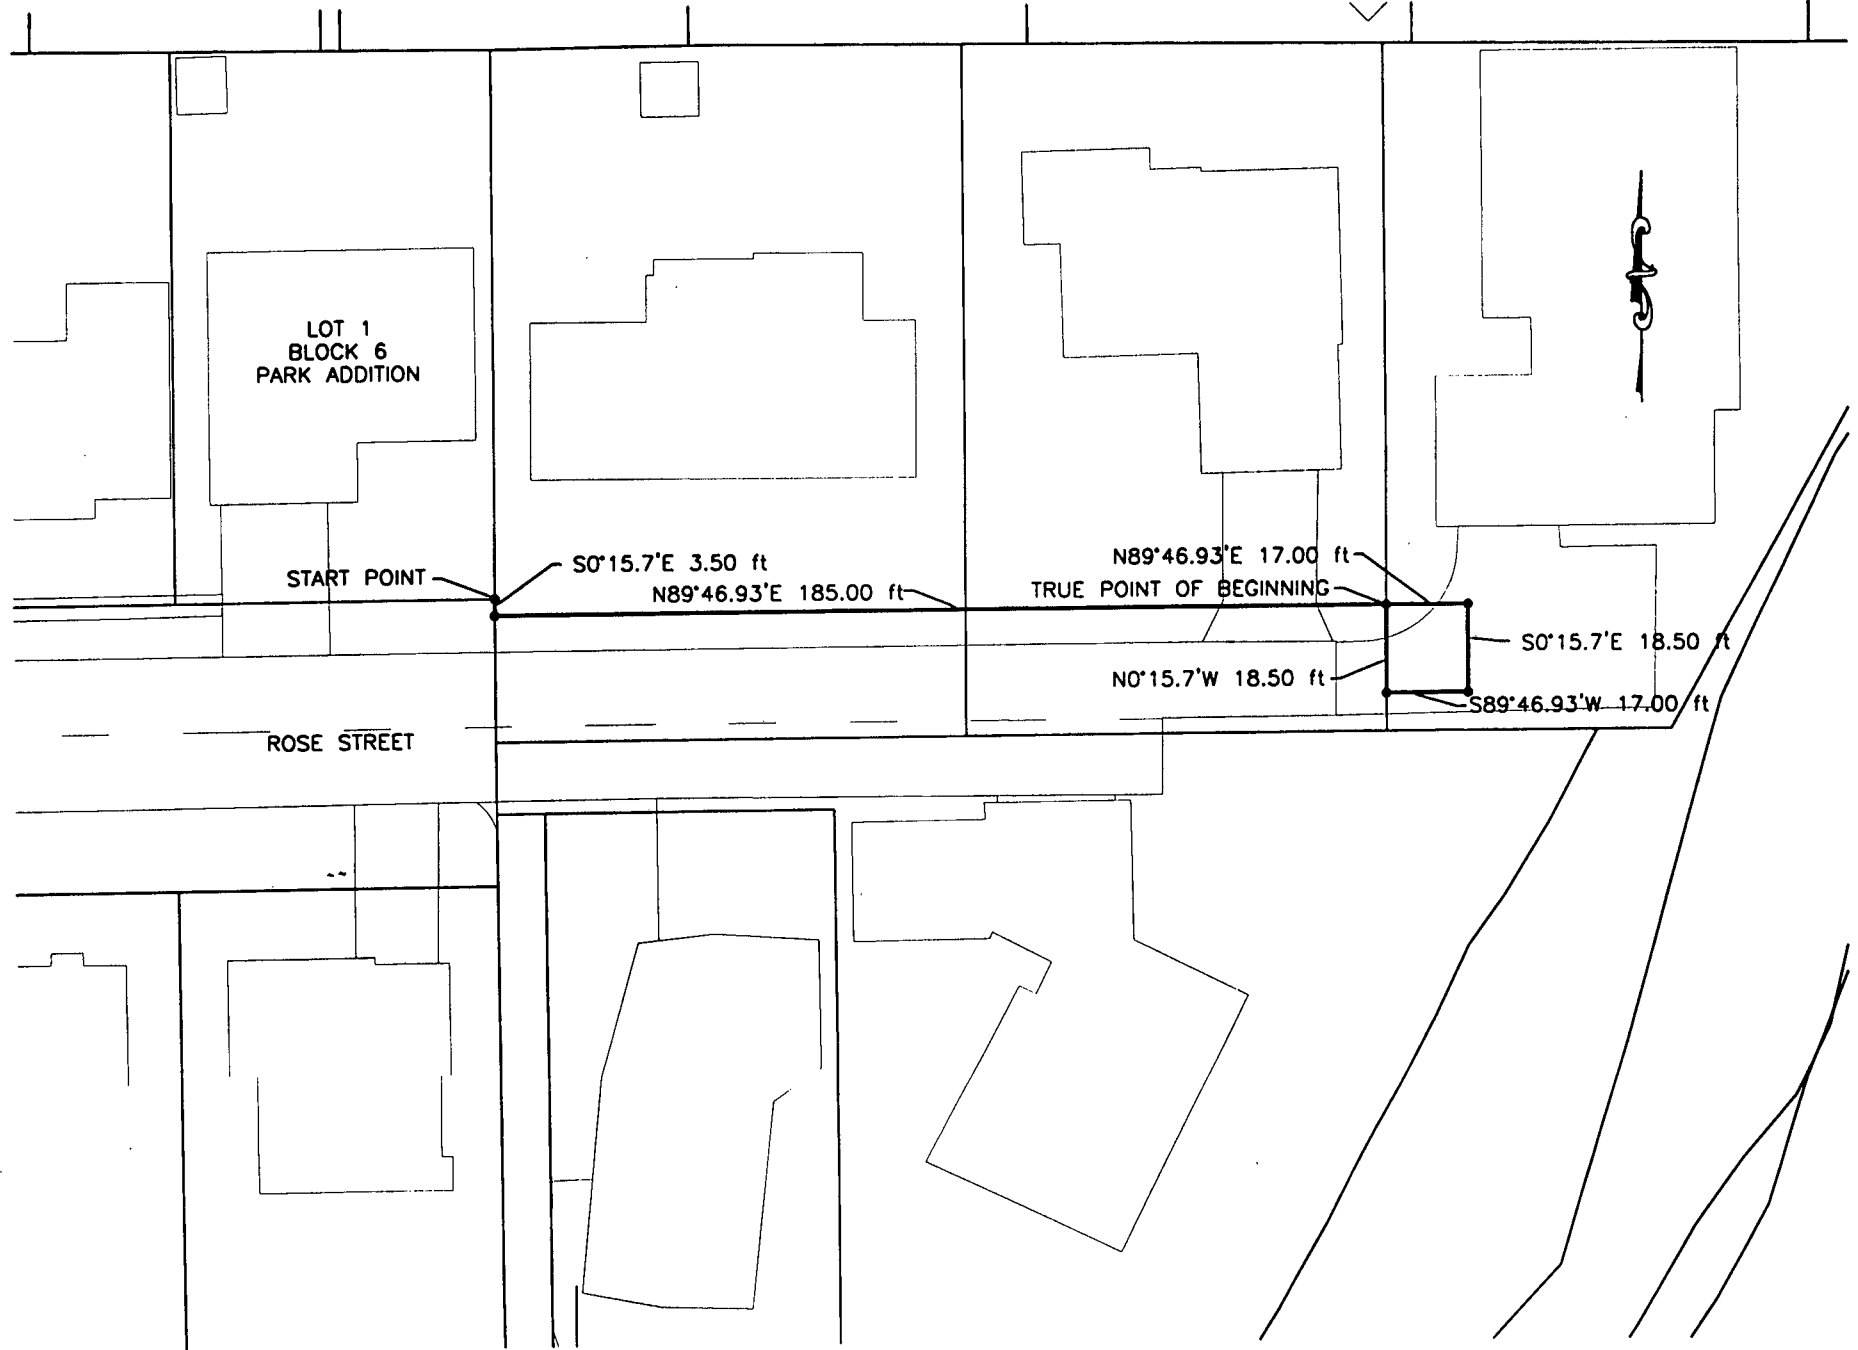 LOT 1
BLOCK 6
PARK ADDITION
START POINT
S0°15.7'E 3.50 ft
N89°46.93'E 185.00 ft
N89°46.93'E 17.00 ft
TRUE POINT OF BEGINNING
S0°15.7'E 18.50 ft
N0°15.7'W 18.50 ft
S89°46.93'W 17.00 ft
ROSE STREET